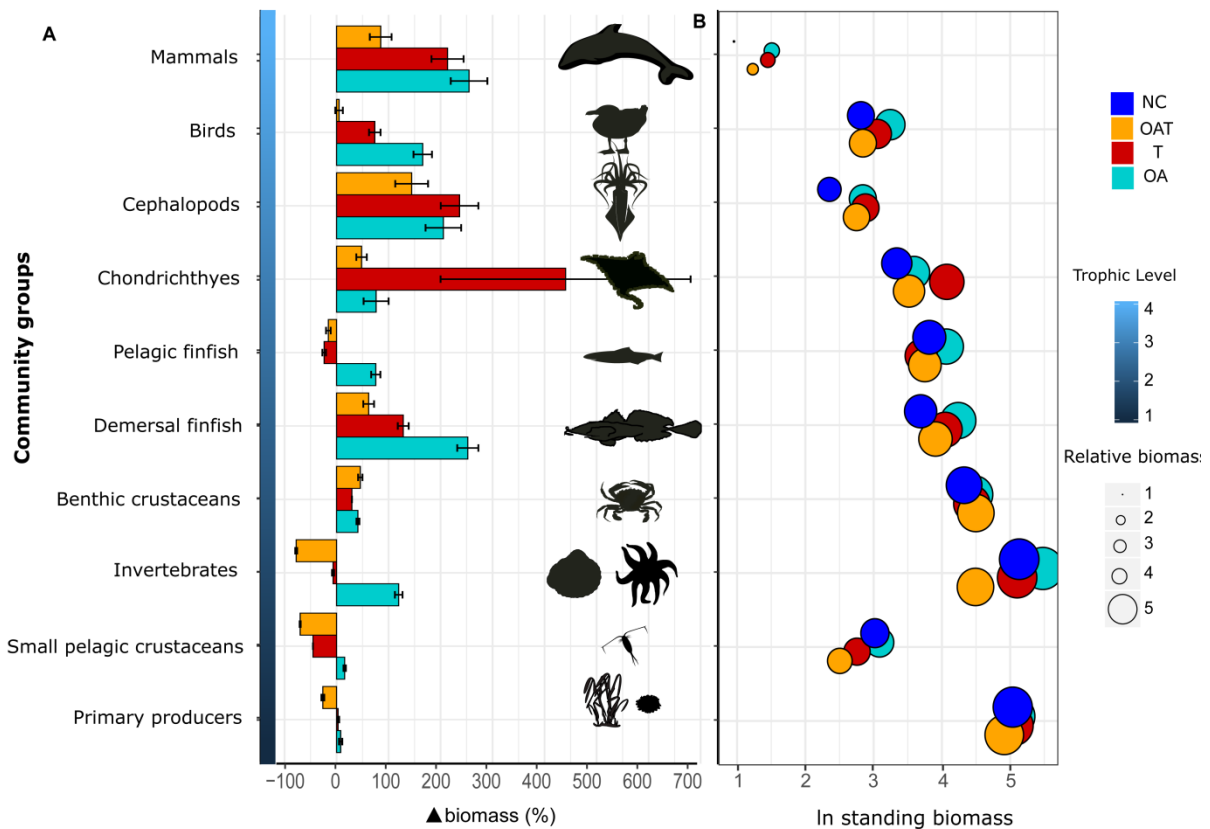 A
Community groups
Mammals
Birds
Cephalopods
Chondrichthyes
Pelagic finfish
Demersal finfish
Benthic crustaceans
Invertebrates
Small pelagic crustaceans
Primary producers
−100 0 100 200 300 400 500 600 700
▲biomass (%)
B
1 2 3 4 5
In standing biomass
NC
OAT
T
OA
Trophic Level
4
3
2
1
Relative biomass
1
2
3
4
5